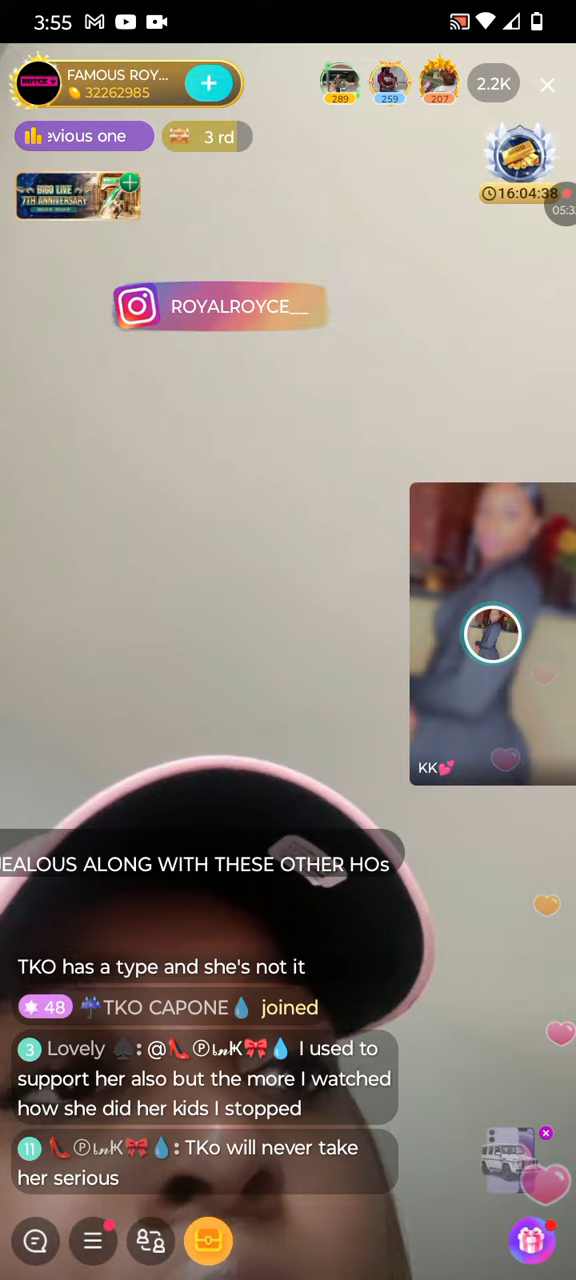 3:55
FAMOUS ROY...
32262985
289
259
207
2.2K
evious one
3 rd
BIGO LIVE
7TH ANNIVERSARY
16:04:38
ROYALROYCE__
KK💕
JEALOUS ALONG WITH THESE OTHER HOs
TKO has a type and she's not it
48 ☔TKO CAPONE💧 joined
3 Lovely ♠️: @👠Ⓟ𝓲𝓷𝓚🎀💧 I used to
support her also but the more I watched
how she did her kids I stopped
11 👠Ⓟ𝓲𝓷𝓚🎀💧: TKo will never take
her serious